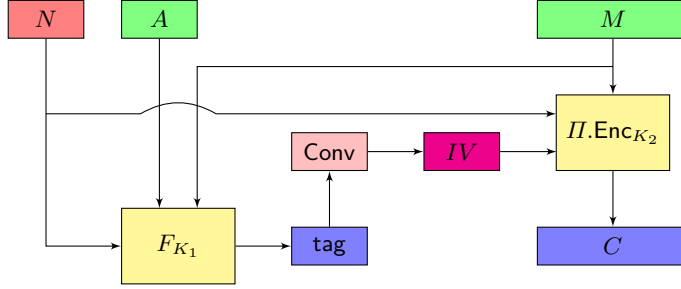 N A M
Π.Enc_{K_2}
Conv IV
F_{K_1} tag C